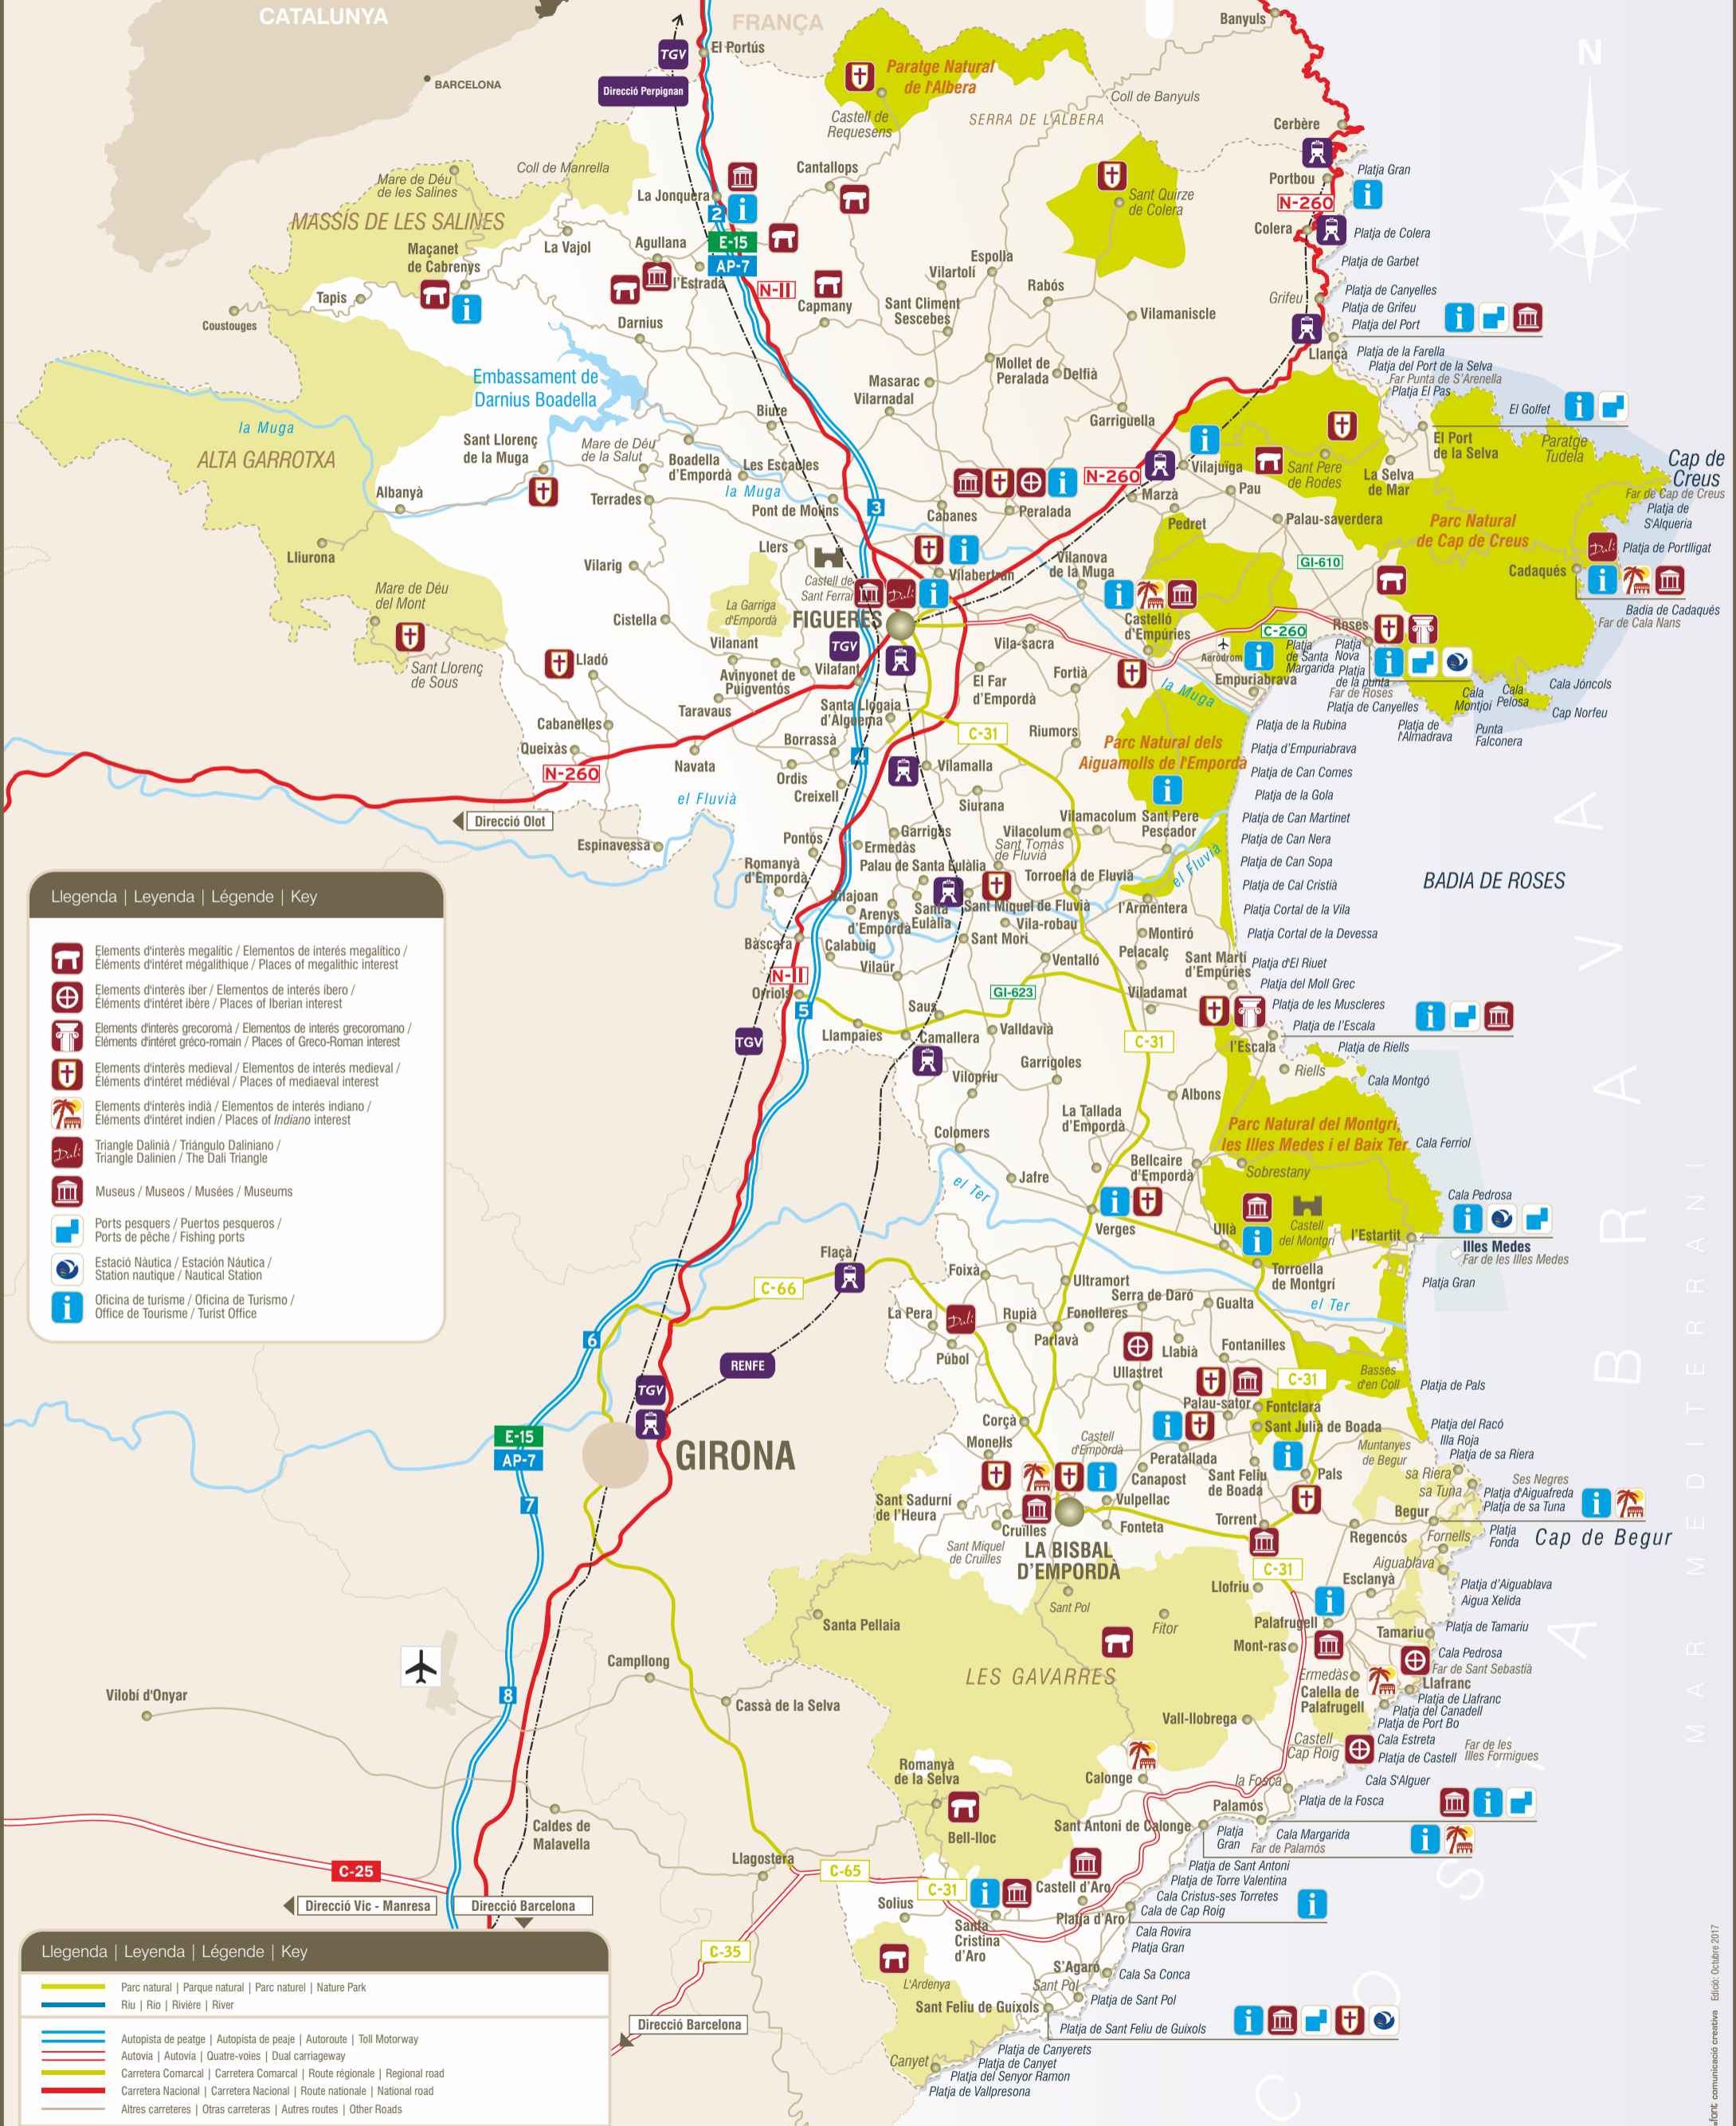 CATALUNYA
BARCELONA
FRANÇA
TGV
El Portús
Direcció Perpignan
Paratge Natural
de l'Albera
Castell de
Requesens
SERRA DE L'ALBERA
Coll de Banyuls
Banyuls
Cerbère
N
Portbou
Platja Gran
N-260
Colera
Platja de Colera
Platja de Garbet
Grifeu
Platja de Canyelles
Platja de Grifeu
Platja del Port
Llançà
Platja de la Farella
Platja del Port de la Selva
Far Punta de S'Arenella
Platja El Pas
El Golfet
El Port
de la Selva
Paratge
Tudela
Cap de
Creus
Far de Cap de Creus
Platja de
S'Alqueria
Platja de Portlligat
Dalí
Cadaqués
Badia de Cadaqués
Far de Cala Nans
Parc Natural
de Cap de Creus
La Selva
de Mar
Sant Pere
de Rodes
Vilajuïga
Pau
Palau-saverdera
Marzà
Pedret
GI-610
Coll de Manrella
Mare de Déu
de les Salines
MASSÍS DE LES SALINES
Maçanet
de Cabrenys
La Vajol
La Jonquera
Agullana
l'Estrada
2
E-15
AP-7
N-II
Cantallops
Capmany
Sant Quirze
de Colera
Espolla
Vilartolí
Rabós
Sant Climent
Sescebes
Vilamaniscle
Tapis
Coustouges
Darnius
Embassament de
Darnius Boadella
Masarac
Vilarnadal
Mollet de
Peralada
Delfià
Garriguella
Biure
la Muga
ALTA GARROTXA
Sant Llorenç
de la Muga
Mare de Déu
de la Salut
Boadella
d'Empordà
Les Escaules
la Muga
Pont de Molins
Terrades
Albanyà
3
N-260
Cabanes
Peralada
Lliurona
Llers
Vilarig
Castell de
Sant Ferran
Vilabertran
Vilanova
de la Muga
Dalí
FIGUERES
La Garriga
d'Empordà
Cistella
Mare de Déu
del Mont
Sant Llorenç
de Sous
Lladó
Vilanant
TGV
Vilafant
Avinyonet de
Puigventós
Taravaus
Santa Llogaia
d'Àlguema
Vila-sacra
El Far
d'Empordà
Fortià
Castelló
d'Empúries
C-260
Aeròdrom
Empuriabrava
Platja
de Santa
Margarida
Roses
Platja
Nova
Platja
de la punta
Far de Roses
Platja de Canyelles
Platja de
l'Almadrava
Cala
Montjoi
Cala
Pelosa
Punta
Falconera
Cala Jóncols
Cap Norfeu
la Muga
Cabanelles
Queixàs
N-260
Navata
Borrassà
Ordis
Creixell
4
C-31
Vilamalla
Siurana
Riumors
Parc Natural dels
Aiguamolls de l'Empordà
Platja de la Rubina
Platja d'Empuriabrava
Platja de Can Comes
Platja de la Gola
Platja de Can Martinet
Platja de Can Nera
Platja de Can Sopa
Platja de Cal Cristià
Platja Cortal de la Vila
Platja Cortal de la Devessa
Platja d'El Riuet
Platja del Moll Grec
Platja de les Muscleres
Platja de l'Escala
Platja de Riells
BADIA DE ROSES
Direcció Olot
el Fluvià
Espinavessa
Pontós
Garrigàs
Ermedàs
Romanyà
d'Empordà
Palau de Santa Eulàlia
Vilacolum
Sant Tomàs
de Fluvià
Vilamacolum
Sant Pere
Pescador
Torroella de Fluvià
el Fluvià
Vilajoan
Arenys
d'Empordà
Santa
Eulàlia
Sant Miquel de Fluvià
Vila-robau
Sant Mori
l'Armentera
Montiró
Pelacalç
Bàscara
Calabuig
Vilaür
Ventalló
Sant Martí
d'Empúries
N-II
Orriols
5
GI-623
Viladamat
Saus
Llampaies
Camallera
Valldavià
C-31
l'Escala
Riells
Cala Montgó
TGV
Garrigoles
Vilopriu
Albons
La Tallada
d'Empordà
Parc Natural del Montgrí,
les Illes Medes i el Baix Ter
Cala Ferriol
Colomers
Jafre
Bellcaire
d'Empordà
Sobrestany
el Ter
Verges
Ullà
Castell
del Montgrí
l'Estartit
Cala Pedrosa
Illes Medes
Far de les Illes Medes
Torroella
de Montgrí
Platja Gran
Flaçà
C-66
Foixà
Ultramort
Serra de Daró
Gualta
el Ter
La Pera
Dalí
Púbol
Rupià
Fonolleres
Parlavà
Llabià
Ullastret
Fontanilles
C-31
Basses
d'en Coll
Platja de Pals
6
RENFE
TGV
E-15
AP-7
GIRONA
7
Palau-sator
Fontclara
Sant Julià de Boada
Corçà
Monells
Castell
d'Empordà
Peratallada
Canapost
Sant Feliu
de Boada
Pals
Muntanyes
de Begur
Platja del Racó
Illa Roja
Platja de sa Riera
sa Riera
sa Tuna
Ses Negres
Platja d'Aiguafreda
Platja de sa Tuna
Begur
Cap de Begur
Sant Sadurní
de l'Heura
Cruïlles
Sant Miquel
de Cruïlles
Vulpellac
Fonteta
LA BISBAL
D'EMPORDÀ
Torrent
Regencós
Fornells
Platja
Fonda
Aiguablava
C-31
Esclanyà
Llofriu
Platja d'Aiguablava
Aigua Xelida
Sant Pol
Fitor
Palafrugell
Tamariu
Platja de Tamariu
Mont-ras
Santa Pellaia
LES GAVARRES
Cala Pedrosa
Far de Sant Sebastià
Ermedàs
Llafranc
Calella de
Palafrugell
Platja de Llafranc
Platja del Canadell
Platja de Port Bo
Vall-llobrega
Castell
Cap Roig
Cala Estreta
Platja de Castell
Far de les
Illes Formigues
Cala S'Alguer
la Fosca
Platja de la Fosca
Palamós
Calonge
Sant Antoni de Calonge
Platja
Gran
Cala Margarida
Far de Palamós
Platja de Sant Antoni
Platja de Torre Valentina
Cala Cristus-ses Torretes
Cala de Cap Roig
Campllong
Cassà de la Selva
Vilobí d'Onyar
8
Romanyà
de la Selva
Bell-lloc
Caldes de
Malavella
Llagostera
C-65
C-25
C-31
Solius
Santa
Cristina
d'Aro
Castell d'Aro
Platja d'Aro
Cala Rovira
Platja Gran
S'Agaró
Cala Sa Conca
Sant Pol
Platja de Sant Pol
Direcció Vic - Manresa
Direcció Barcelona
C-35
Direcció Barcelona
L'Ardenya
Sant Feliu de Guíxols
Platja de Sant Feliu de Guíxols
Canyet
Platja de Canyerets
Platja de Canyet
Platja del Senyor Ramon
Platja de Vallpresona
COSTA BRAVA
MAR MEDITERRANI
Llegenda | Leyenda | Légende | Key
Elements d'interès megalític / Elementos de interés megalítico /
Éléments d'intéret mégalithique / Places of megalithic interest
Elements d'interès iber / Elementos de interés ibero /
Éléments d'intéret ibère / Places of Iberian interest
Elements d'interès grecoromà / Elementos de interés grecoromano /
Éléments d'intéret gréco-romain / Places of Greco-Roman interest
Elements d'interès medieval / Elementos de interés medieval /
Éléments d'intéret médiéval / Places of mediaeval interest
Elements d'interès indià / Elementos de interés indiano /
Éléments d'intéret indien / Places of Indiano interest
Dalí
Triangle Dalinià / Triángulo Daliniano /
Triangle Dalinien / The Dali Triangle
Museus / Museos / Musées / Museums
Ports pesquers / Puertos pesqueros /
Ports de pêche / Fishing ports
Estació Nàutica / Estación Náutica /
Station nautique / Nautical Station
Oficina de turisme / Oficina de Turismo /
Office de Tourisme / Turist Office
Llegenda | Leyenda | Légende | Key
Parc natural | Parque natural | Parc naturel | Nature Park
Riu | Río | Rivière | River
Autopista de peatge | Autopista de peaje | Autoroute | Toll Motorway
Autovia | Autovia | Quatre-voies | Dual carriageway
Carretera Comarcal | Carretera Comarcal | Route régionale | Regional road
Carretera Nacional | Carretera Nacional | Route nationale | National road
Altres carreteres | Otras carreteras | Autres routes | Other Roads
comunicació creativa Edició: Octubre 2017